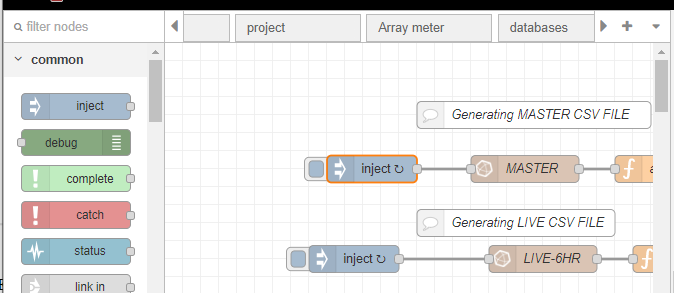 filter nodes
project
Array meter
databases
common
inject
debug
complete
catch
status
link in
Generating MASTER CSV FILE
inject ↻
MASTER
Generating LIVE CSV FILE
inject ↻
LIVE-6HR